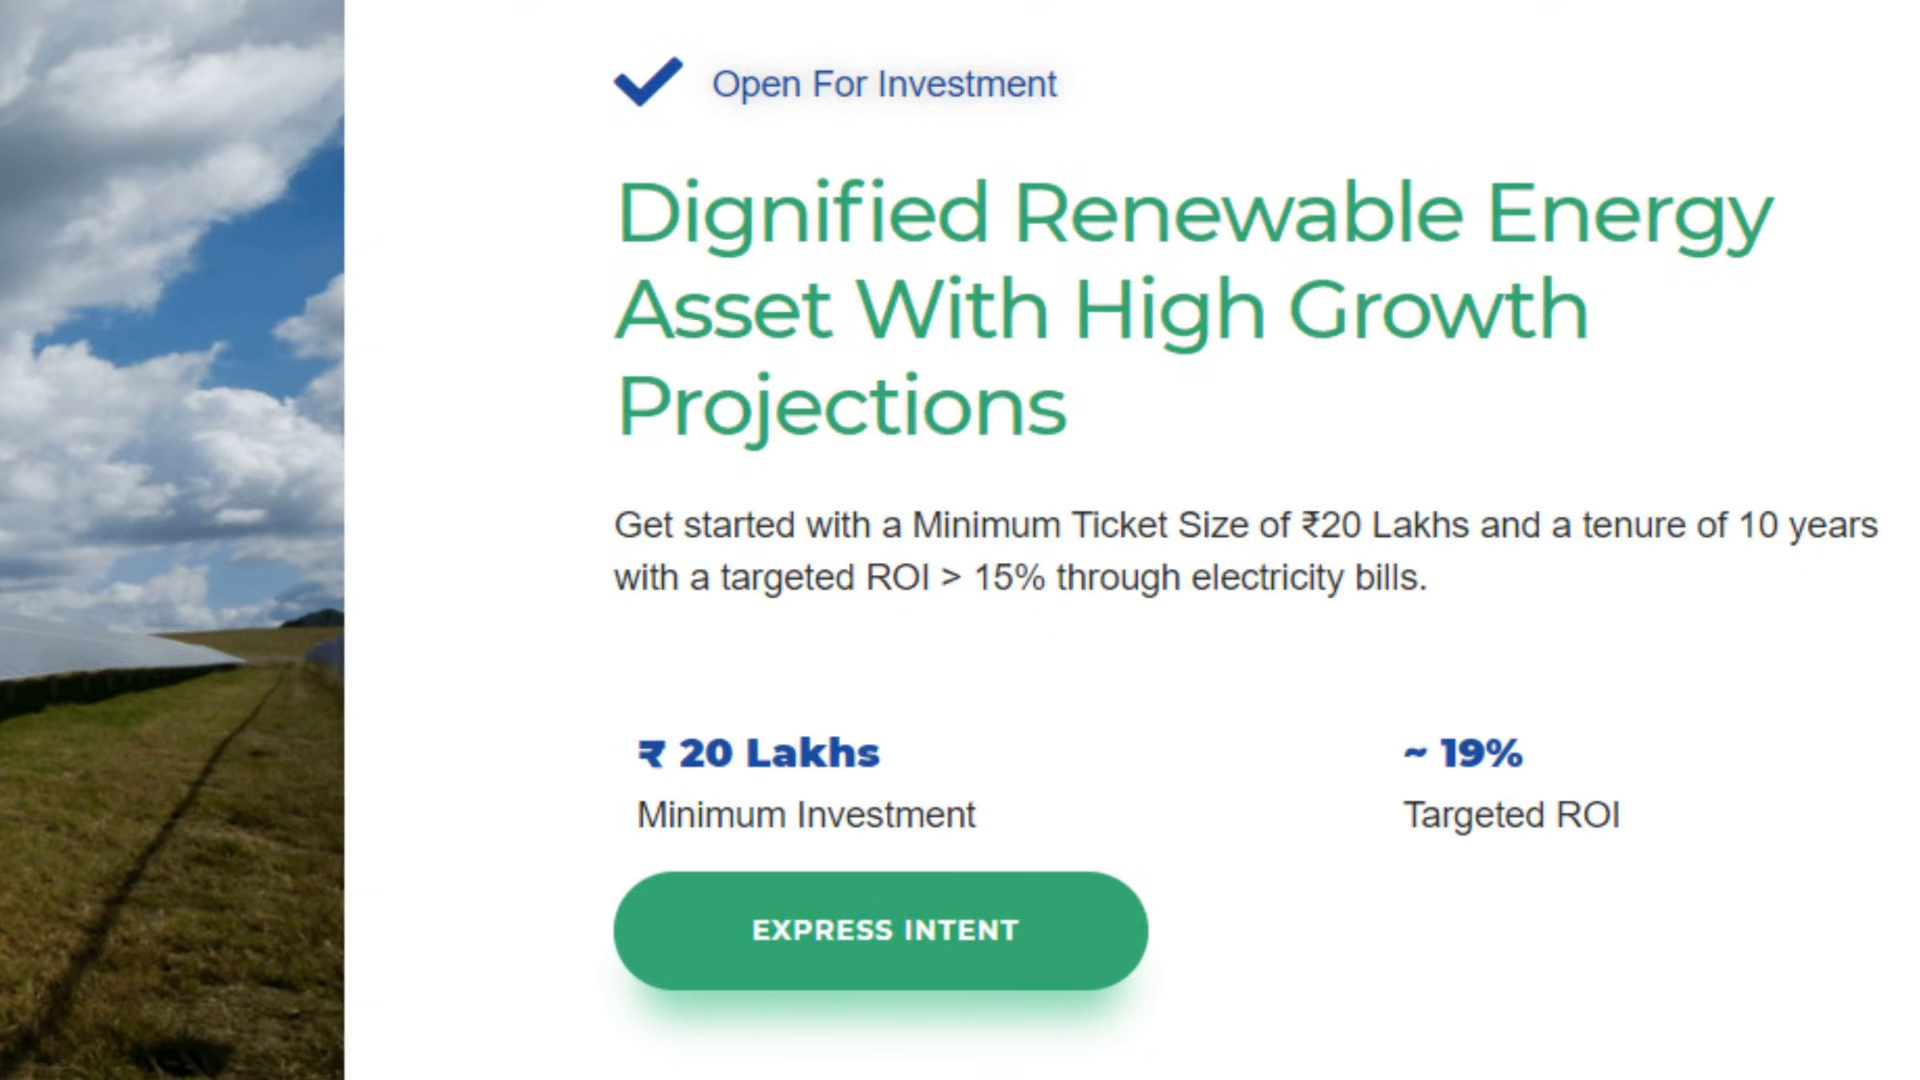 Open For Investment
Dignified Renewable Energy
Asset With High Growth
Projections
Get started with a Minimum Ticket Size of ₹20 Lakhs and a tenure of 10 years
with a targeted ROI > 15% through electricity bills.
₹ 20 Lakhs
~ 19%
Minimum Investment
Targeted ROI
EXPRESS INTENT